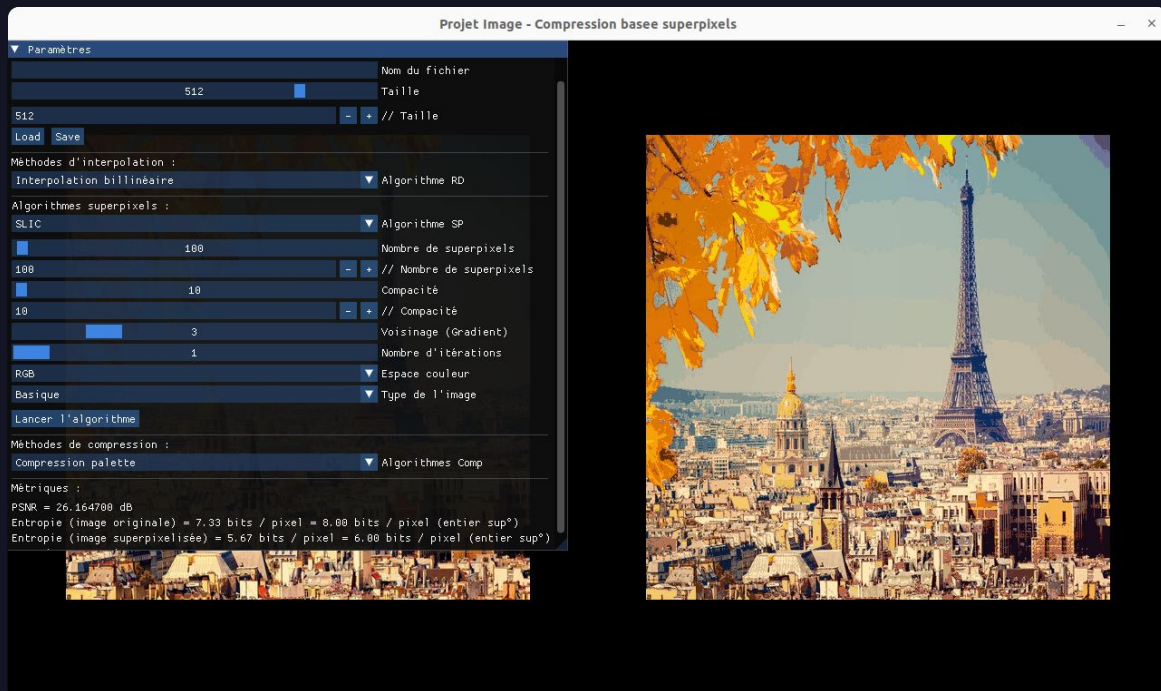 Projet Image - Compression basee superpixels
Paramètres
Nom du fichier
512 Taille
512 - + // Taille
Load Save
Méthodes d'interpolation :
Interpolation billinéaire Algorithme RD
Algorithmes superpixels :
SLIC Algorithme SP
100 Nombre de superpixels
100 - + // Nombre de superpixels
10 Compacité
10 - + // Compacité
3 Voisinage (Gradient)
1 Nombre d'itérations
RGB Espace couleur
Basique Type de l'image
Lancer l'algorithme
Méthodes de compression :
Compression palette Algorithmes Comp
Métriques :
PSNR = 26.164700 dB
Entropie (image originale) = 7.33 bits / pixel = 8.00 bits / pixel (entier sup°)
Entropie (image superpixelisée) = 5.67 bits / pixel = 6.00 bits / pixel (entier sup°)